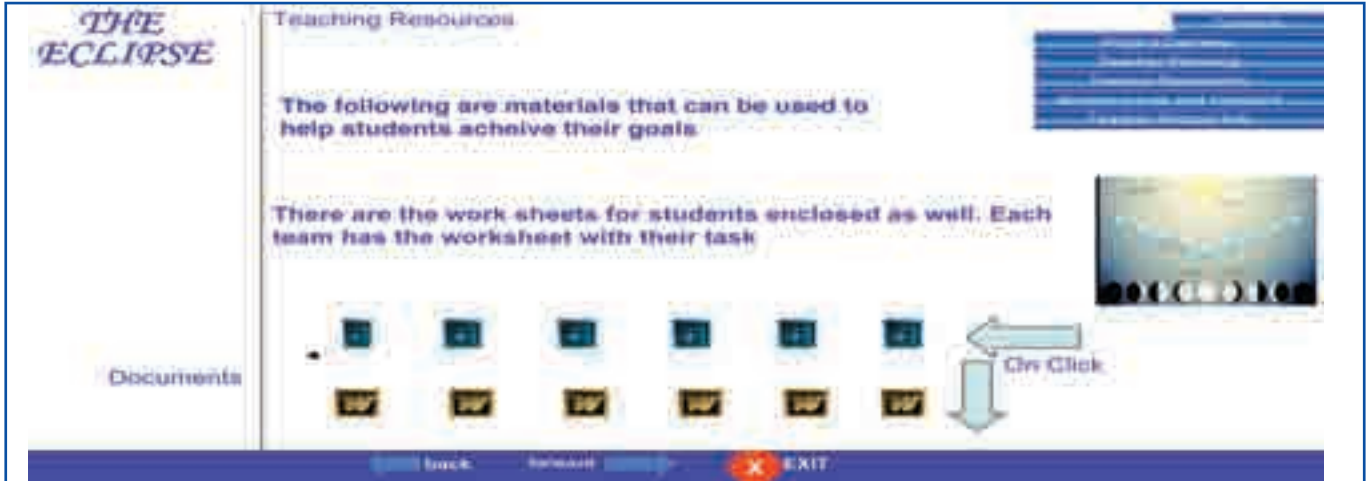 THE
ECLIPSE
Teaching Resources
The following are materials that can be used to
help students acheive their goals
There are the work sheets for students enclosed as well. Each
team has the worksheet with their task
On Click
Documents
back forward X EXIT